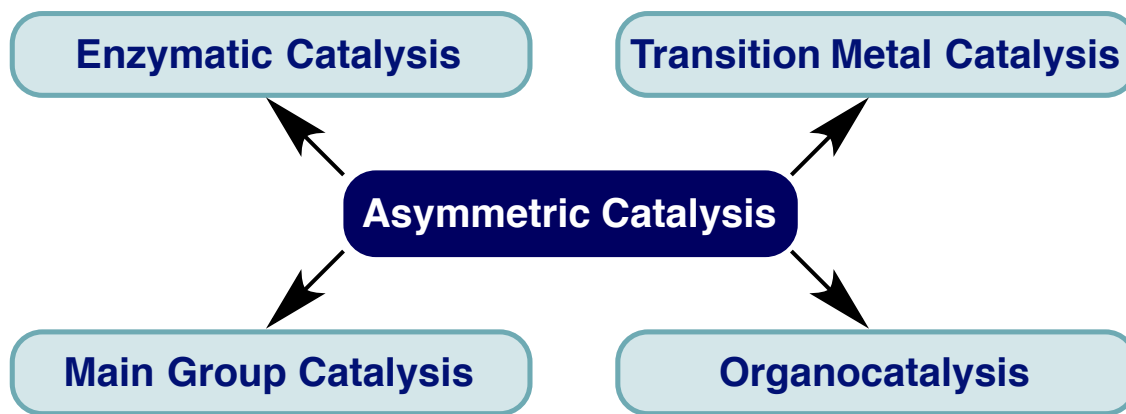 Enzymatic Catalysis
Transition Metal Catalysis
Asymmetric Catalysis
Main Group Catalysis
Organocatalysis